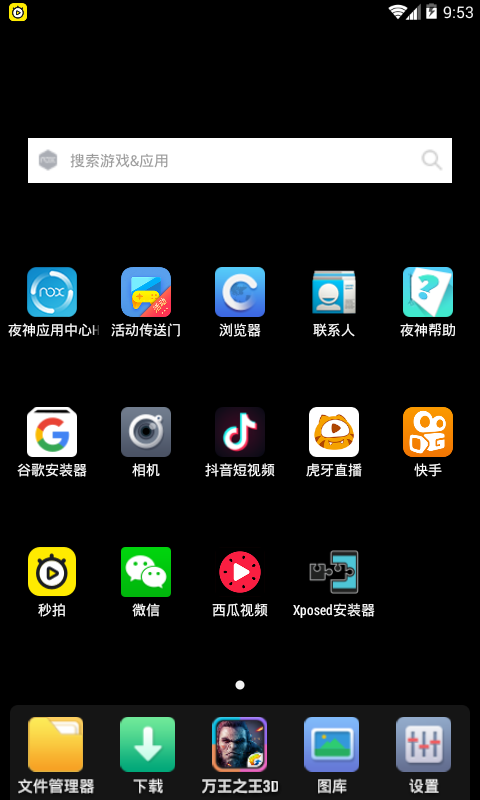 9:53
nox
搜索游戏&应用
nox
活动
夜神应用中心H
活动传送门
浏览器
联系人
夜神帮助
谷歌安装器
相机
抖音短视频
虎牙直播
快手
秒拍
微信
西瓜视频
Xposed安装器
文件管理器
下载
万王之王3D
图库
设置